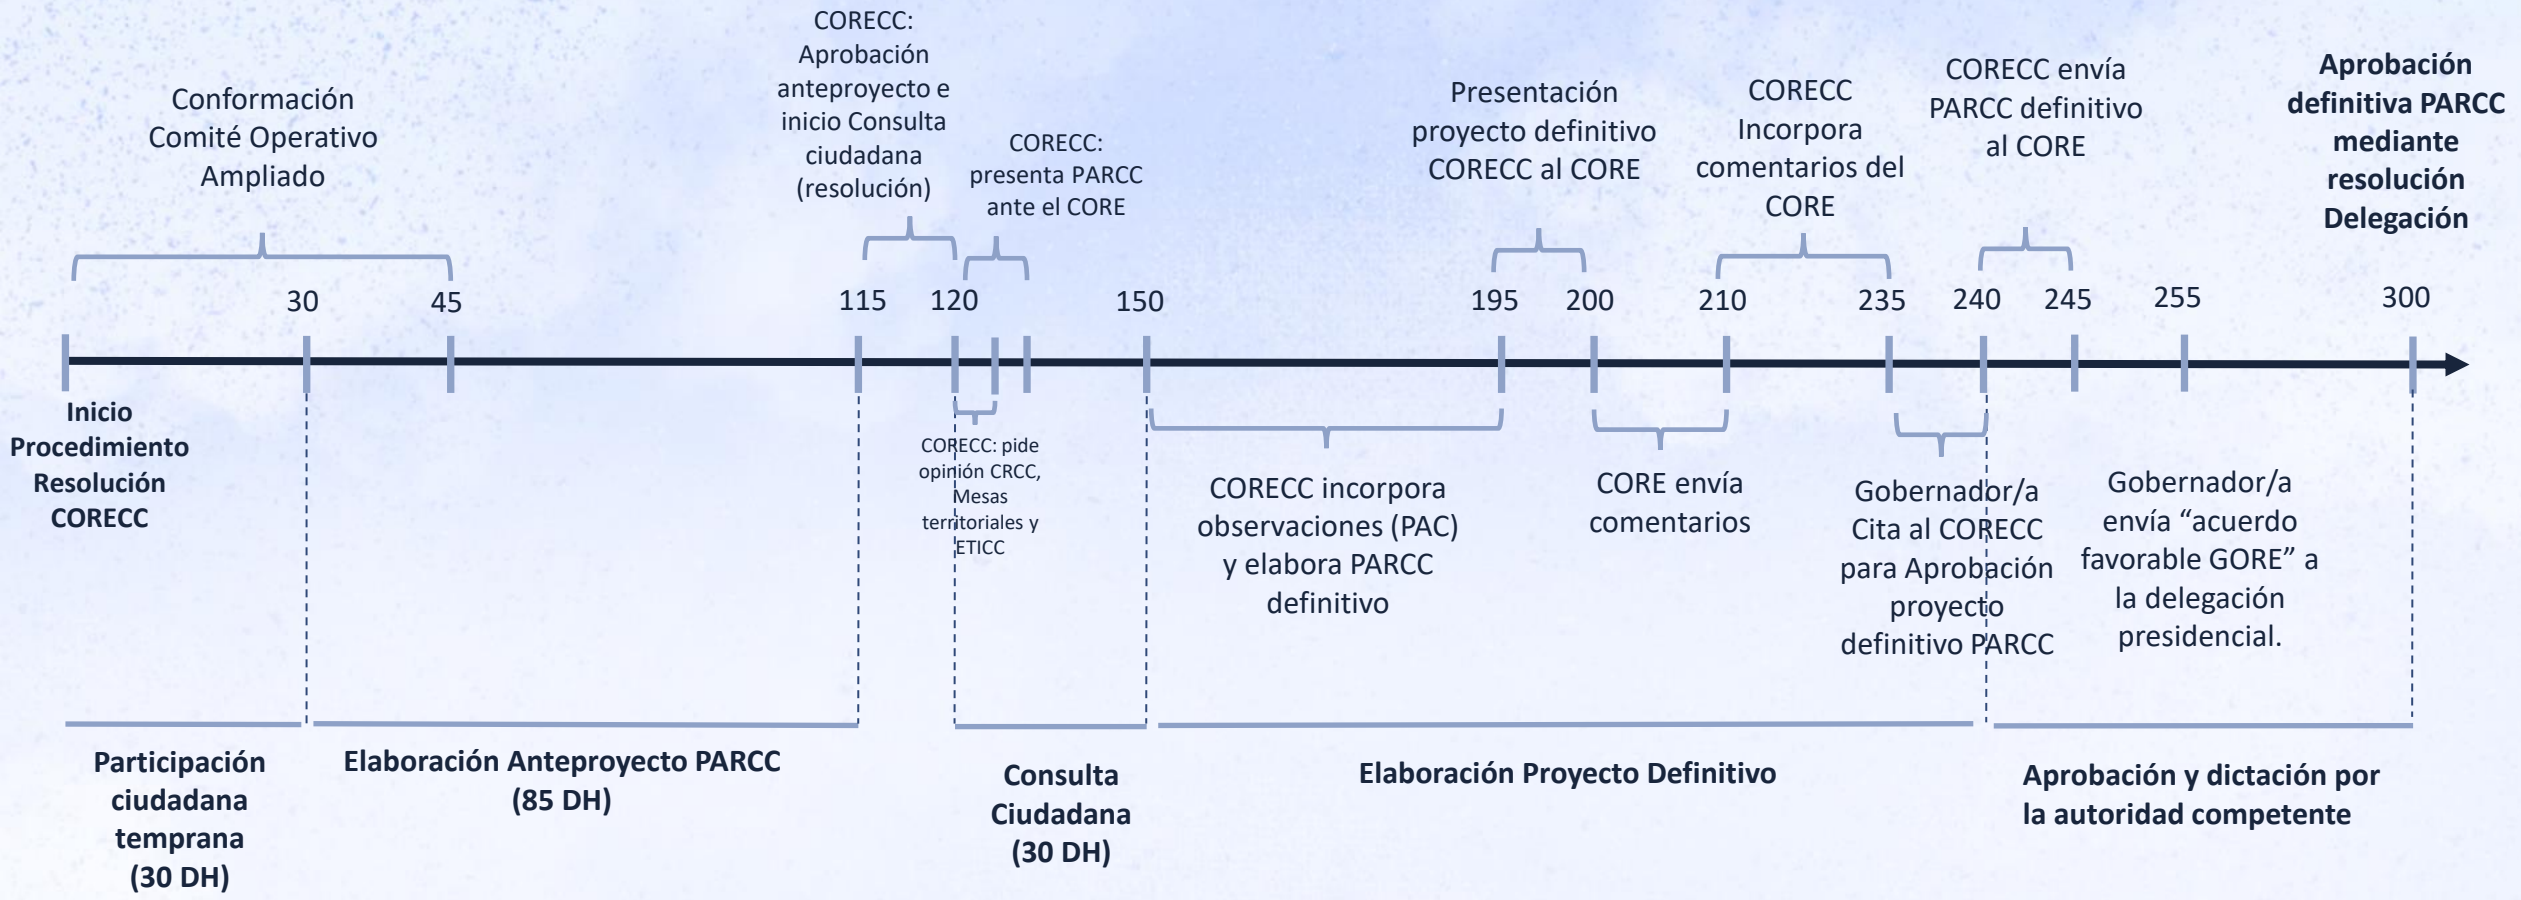 Conformación
Comité Operativo
Ampliado
CORECC:
Aprobación
anteproyecto e
inicio Consulta
ciudadana
(resolución)
CORECC:
presenta PARCC
ante el CORE
Presentación
proyecto definitivo
CORECC al CORE
CORECC
Incorpora
comentarios del
CORE
CORECC envía
PARCC definitivo
al CORE
Aprobación
definitiva PARCC
mediante
resolución
Delegación
30
45
115
120
150
195
200
210
235
240
245
255
300
Inicio
Procedimiento
Resolución
CORECC
CORECC: pide
opinión CRCC,
Mesas
territoriales y
ETICC
CORECC incorpora
observaciones (PAC)
y elabora PARCC
definitivo
CORE envía
comentarios
Gobernador/a
Cita al CORECC
para Aprobación
proyecto
definitivo PARCC
Gobernador/a
envía “acuerdo
favorable GORE” a
la delegación
presidencial.
Participación
ciudadana
temprana
(30 DH)
Elaboración Anteproyecto PARCC
(85 DH)
Consulta
Ciudadana
(30 DH)
Elaboración Proyecto Definitivo
Aprobación y dictación por
la autoridad competente